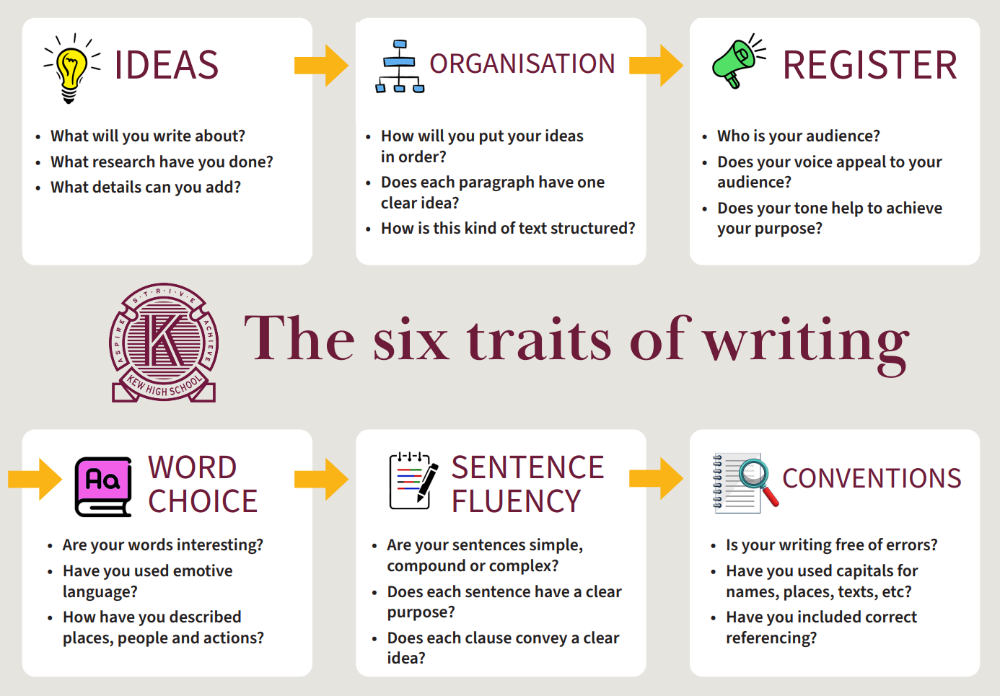 IDEAS
• What will you write about?
• What research have you done?
• What details can you add?
ORGANISATION
• How will you put your ideas
in order?
• Does each paragraph have one
clear idea?
• How is this kind of text structured?
REGISTER
• Who is your audience?
• Does your voice appeal to your
audience?
• Does your tone help to achieve
your purpose?
ASPIRE
S·T·R·I·V·E
ACHIEVE
K
KEW HIGH SCHOOL
The six traits of writing
Aa
WORD
CHOICE
• Are your words interesting?
• Have you used emotive
language?
• How have you described
places, people and actions?
SENTENCE
FLUENCY
• Are your sentences simple,
compound or complex?
• Does each sentence have a clear
purpose?
• Does each clause convey a clear
idea?
CONVENTIONS
• Is your writing free of errors?
• Have you used capitals for
names, places, texts, etc?
• Have you included correct
referencing?